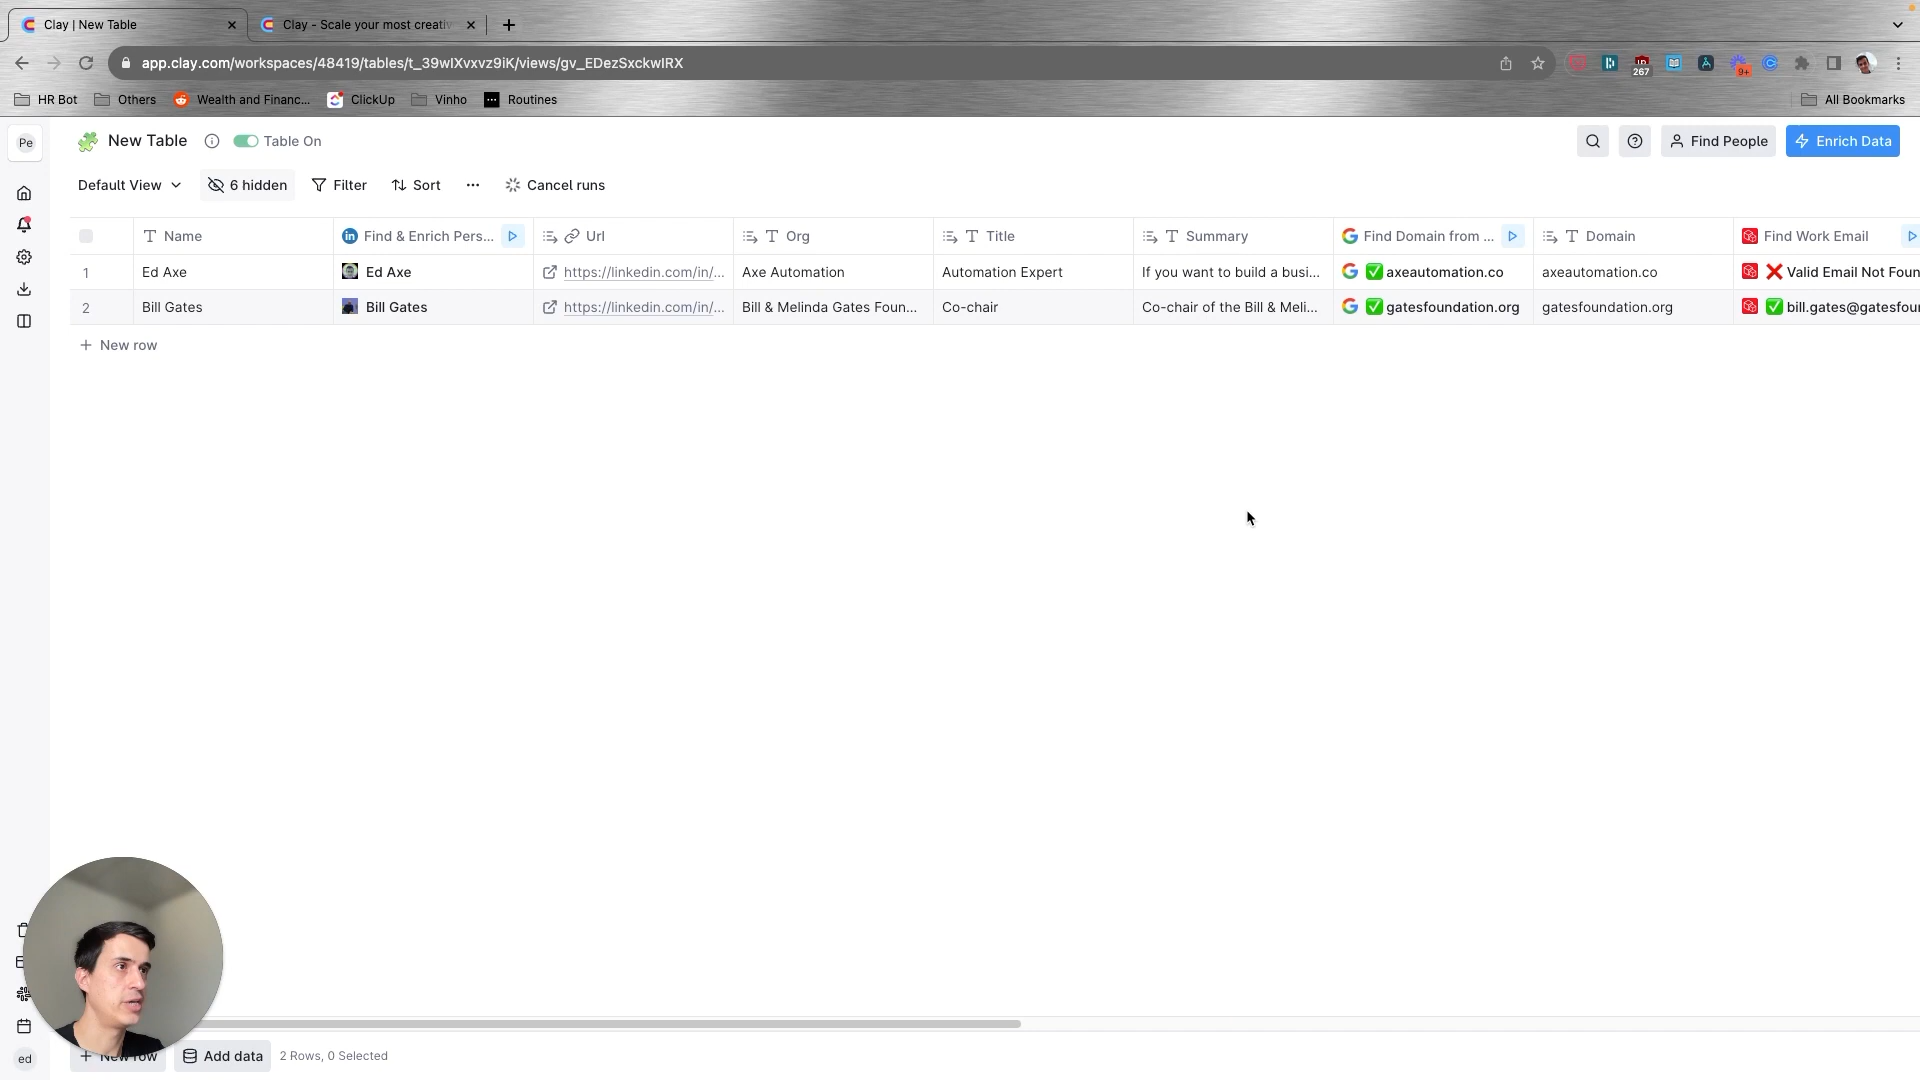 Clay | New Table
Clay - Scale your most creativ
app.clay.com/workspaces/48419/tables/t_39wIXvxvz9iK/views/gv_EDezSxckwIRX
267
9+
HR Bot
Others
Wealth and Financ...
ClickUp
Vinho
Routines
All Bookmarks
Pe
New Table
Table On
Find People
Enrich Data
Default View
6 hidden
Filter
Sort
Cancel runs
Name
Find & Enrich Pers...
Url
Org
Title
Summary
Find Domain from ...
Domain
Find Work Email
1
Ed Axe
Ed Axe
https://linkedin.com/in/...
Axe Automation
Automation Expert
If you want to build a busi...
axeautomation.co
axeautomation.co
Valid Email Not Foun
2
Bill Gates
Bill Gates
https://linkedin.com/in/...
Bill & Melinda Gates Foun...
Co-chair
Co-chair of the Bill & Meli...
gatesfoundation.org
gatesfoundation.org
bill.gates@gatesfour
New row
ed
New row
Add data
2 Rows, 0 Selected